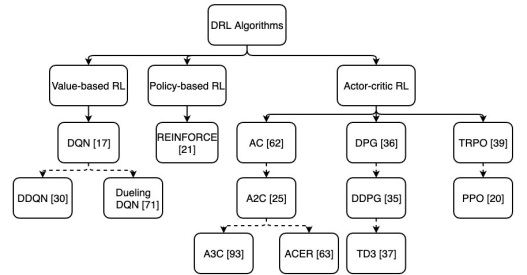 DRL Algorithms
Value-based RL
Policy-based RL
Actor-critic RL
DQN [17]
REINFORCE
[21]
AC [62]
DPG [36]
TRPO [39]
DDQN [30]
Dueling
DQN [71]
A2C [25]
DDPG [35]
PPO [20]
A3C [93]
ACER [63]
TD3 [37]